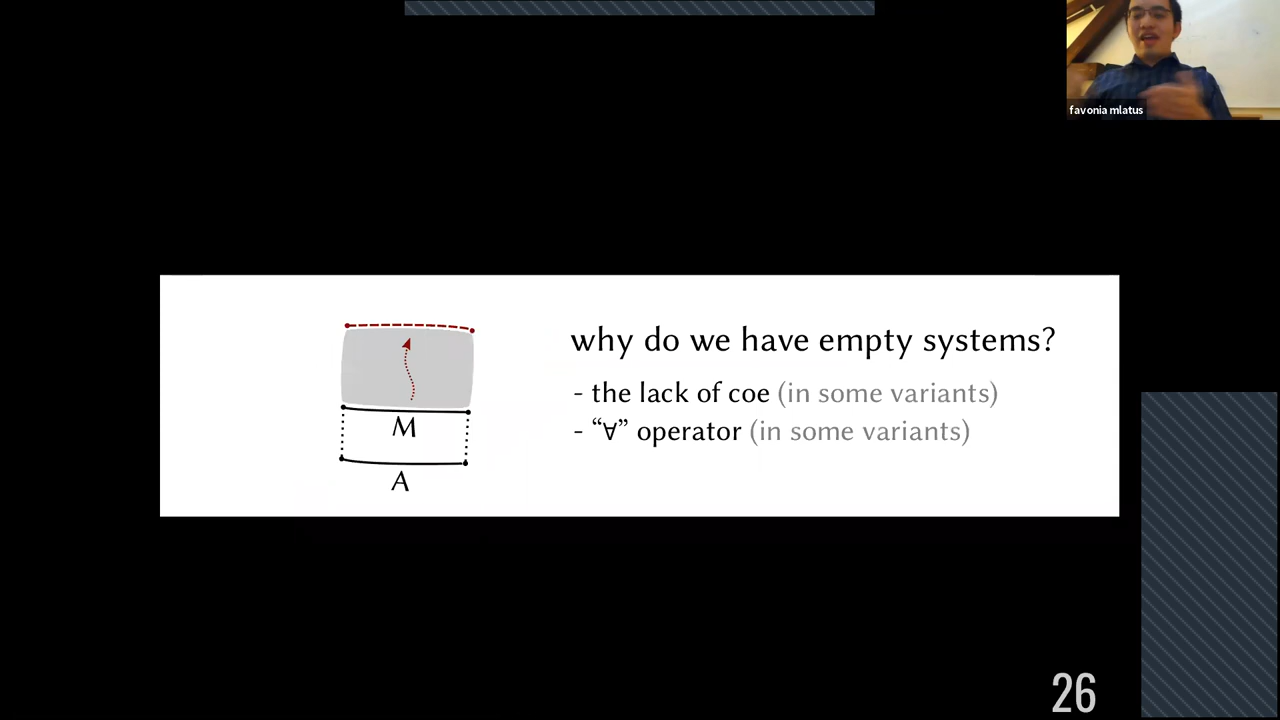 favonia mlatus
why do we have empty systems?
- the lack of coe (in some variants)
- “∀” operator (in some variants)
M
A
26